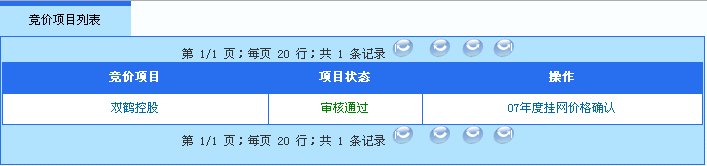 竞价项目列表
第 1/1 页；每页 20 行；共 1 条记录
竞价项目 项目状态 操作
双鹤控股 审核通过 07年度挂网价格确认
第 1/1 页；每页 20 行；共 1 条记录